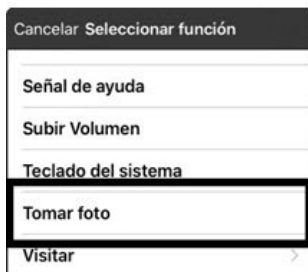 Cancelar Seleccionar función
Señal de ayuda
Subir Volumen
Teclado del sistema
Tomar foto
Visitar